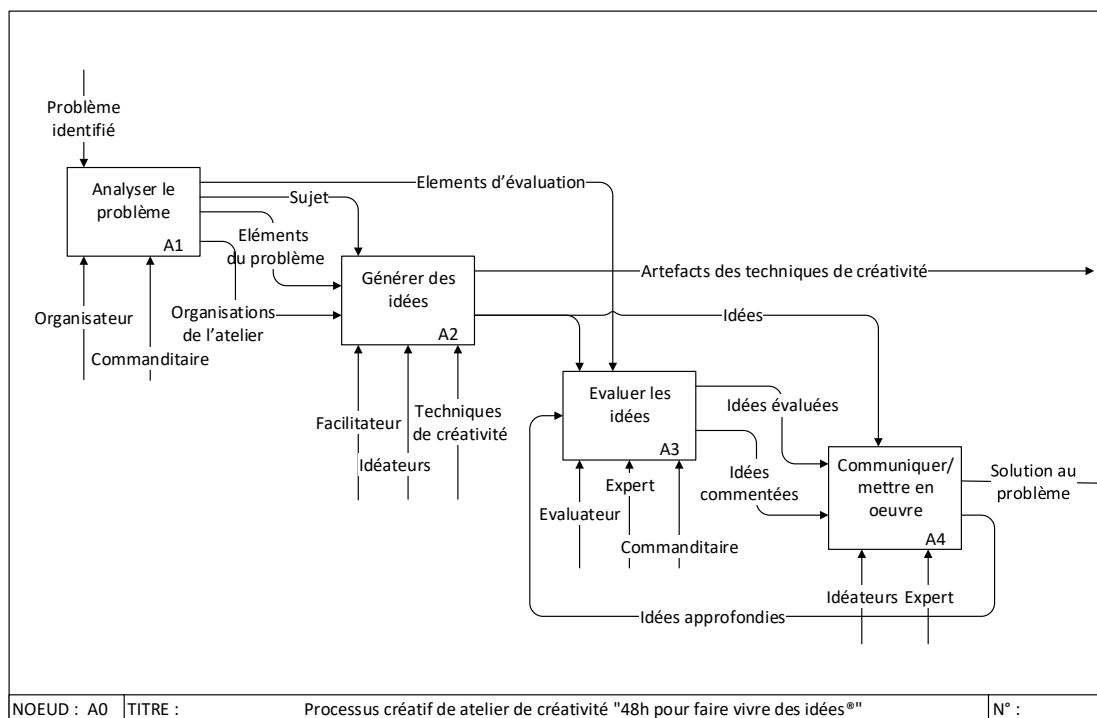 Problème
identifié
Analyser le
problème
A1
Elements d’évaluation
Sujet
Eléments
du problème
Organisations
de l’atelier
Organisateur
Commanditaire
Générer des
idées
A2
Artefacts des techniques de créativité
Idées
Facilitateur
Idéateurs
Techniques
de créativité
Evaluer les
idées
A3
Idées évaluées
Idées
commentées
Evaluateur
Expert
Commanditaire
Communiquer/
mettre en
oeuvre
A4
Solution au
problème
Idéateurs
Expert
Idées approfondies
NOEUD : A0
TITRE :
Processus créatif de atelier de créativité "48h pour faire vivre des idées®"
N° :